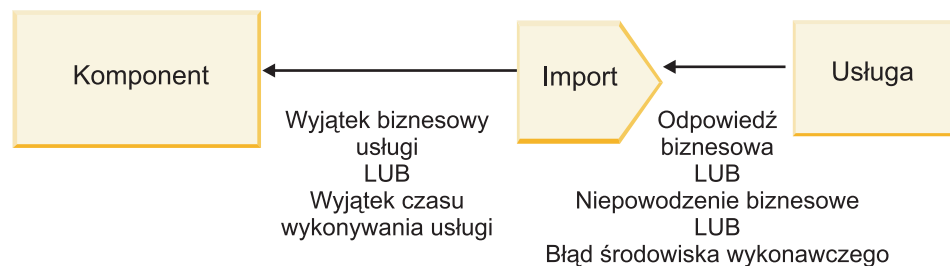 Komponent
Import
Usługa
Wyjątek biznesowy
usługi
LUB
Wyjątek czasu
wykonywania usługi
Odpowiedź
biznesowa
LUB
Niepowodzenie biznesowe
LUB
Błąd środowiska wykonawczego